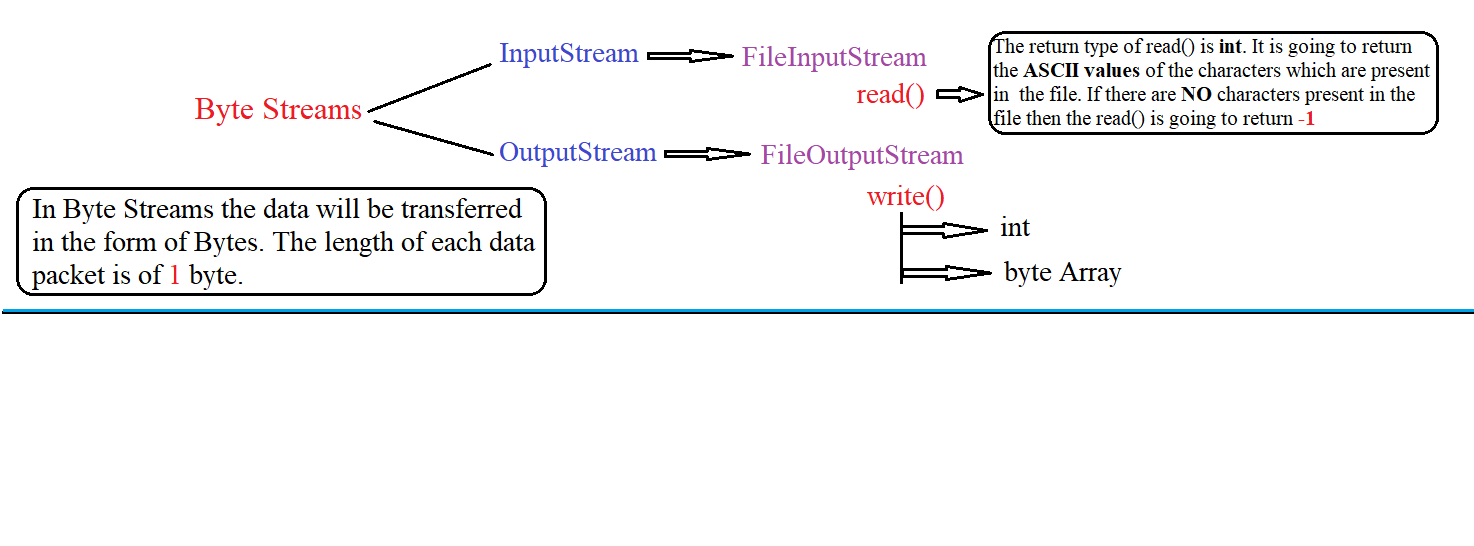 InputStream
FileInputStream
read()
The return type of read() is int. It is going to return
the ASCII values of the characters which are present
in the file. If there are NO characters present in the
file then the read() is going to return -1
Byte Streams
OutputStream
FileOutputStream
write()
int
byte Array
In Byte Streams the data will be transferred
in the form of Bytes. The length of each data
packet is of 1 byte.